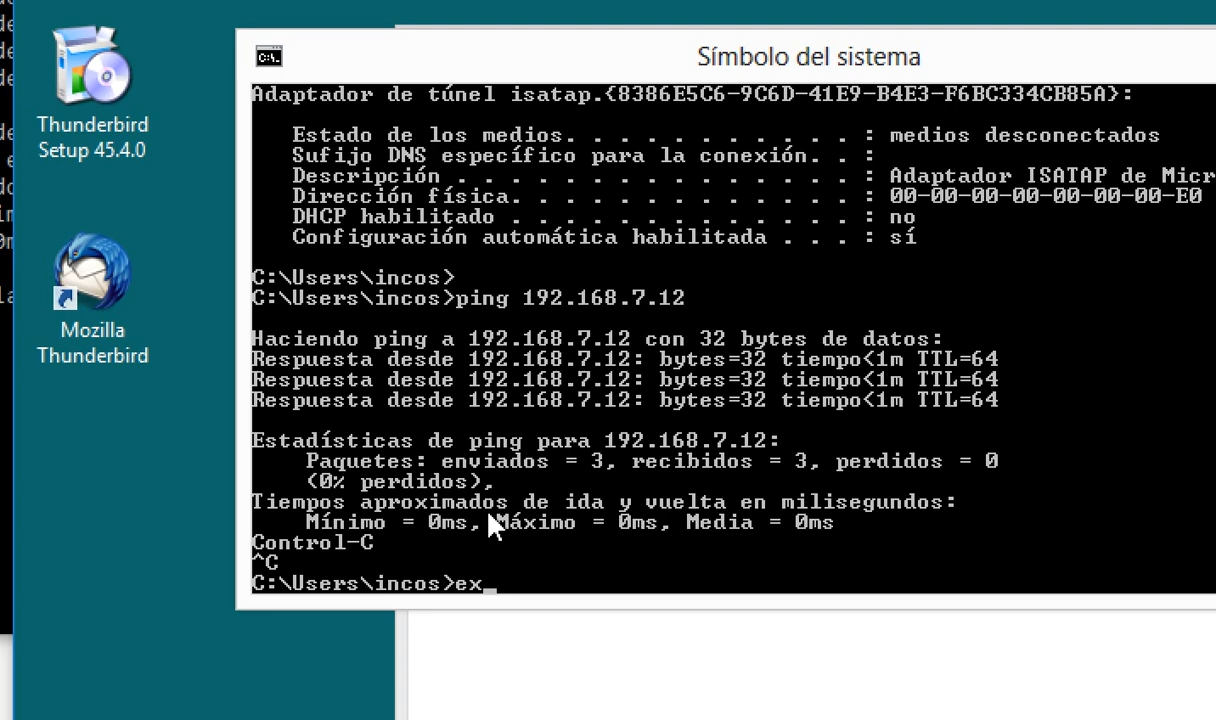 Thunderbird
Setup 45.4.0
Mozilla
Thunderbird
C:\.
Símbolo del sistema
Adaptador de túnel isatap.{8386E5C6-9C6D-41E9-B4E3-F6BC334CB85A}:
Estado de los medios. . . . . . . . . . . : medios desconectados
Sufijo DNS específico para la conexión. . :
Descripción . . . . . . . . . . . . . . . : Adaptador ISATAP de Micr
Dirección física. . . . . . . . . . . . . : 00-00-00-00-00-00-00-E0
DHCP habilitado . . . . . . . . . . . . . : no
Configuración automática habilitada . . . : sí
C:\Users\incos>
C:\Users\incos>ping 192.168.7.12
Haciendo ping a 192.168.7.12 con 32 bytes de datos:
Respuesta desde 192.168.7.12: bytes=32 tiempo<1m TTL=64
Respuesta desde 192.168.7.12: bytes=32 tiempo<1m TTL=64
Respuesta desde 192.168.7.12: bytes=32 tiempo<1m TTL=64
Estadísticas de ping para 192.168.7.12:
Paquetes: enviados = 3, recibidos = 3, perdidos = 0
(0% perdidos),
Tiempos aproximados de ida y vuelta en milisegundos:
Mínimo = 0ms, Máximo = 0ms, Media = 0ms
Control-C
^C
C:\Users\incos>ex_